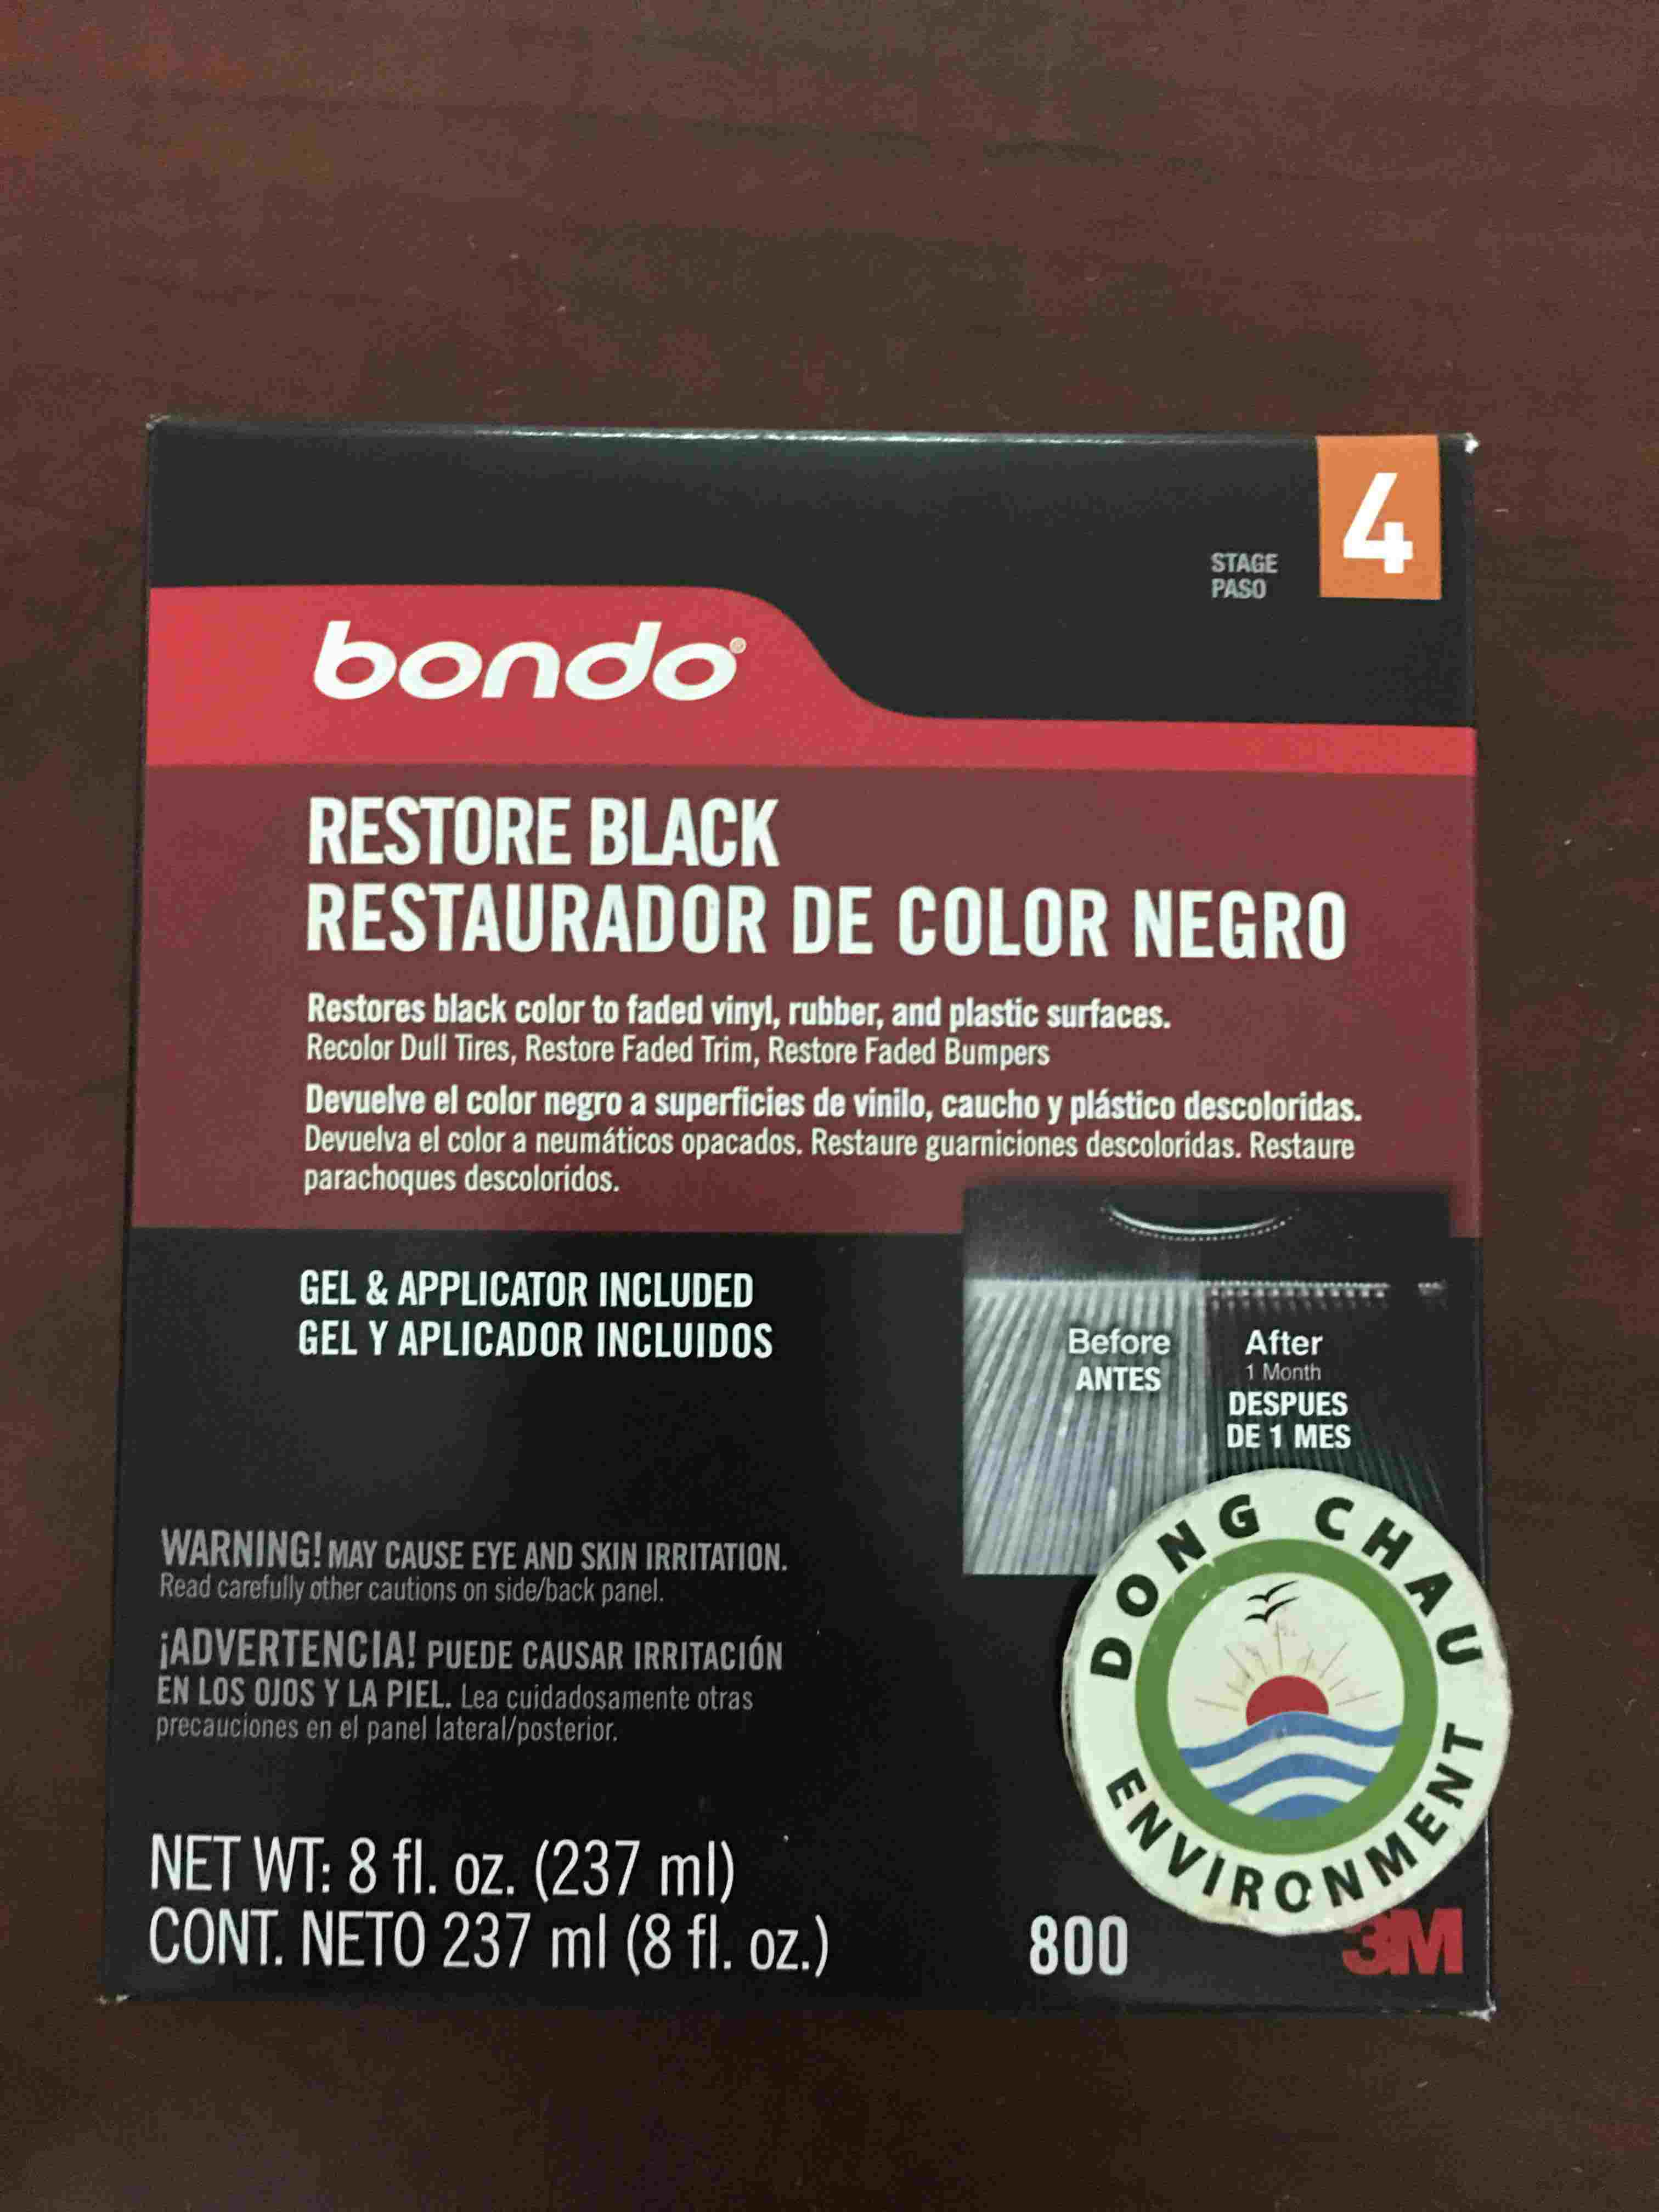 4
STAGE
PASO
bondo®
RESTORE BLACK
RESTAURADOR DE COLOR NEGRO
Restores black color to faded vinyl, rubber, and plastic surfaces.
Recolor Dull Tires, Restore Faded Trim, Restore Faded Bumpers
Devuelve el color negro a superficies de vinilo, caucho y plástico descoloridas.
Devuelva el color a neumáticos opacados. Restaure guarniciones descoloridas. Restaure
parachoques descoloridos.
GEL & APPLICATOR INCLUDED
GEL Y APLICADOR INCLUIDOS
Before
ANTES
After
1 Month
DESPUES
DE 1 MES
WARNING! MAY CAUSE EYE AND SKIN IRRITATION.
Read carefully other cautions on side/back panel.
¡ADVERTENCIA! PUEDE CAUSAR IRRITACIÓN
EN LOS OJOS Y LA PIEL. Lea cuidadosamente otras
precauciones en el panel lateral/posterior.
DONG CHAU
ENVIRONMENT
NET WT: 8 fl. oz. (237 ml)
CONT. NETO 237 ml (8 fl. oz.)
800
3M